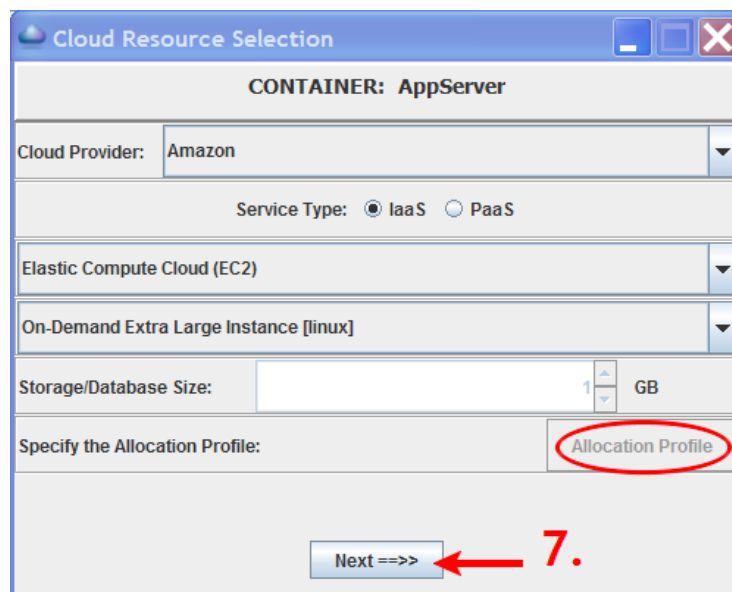 Cloud Resource Selection
CONTAINER: AppServer
Cloud Provider: Amazon
Service Type: IaaS PaaS
Elastic Compute Cloud (EC2)
On-Demand Extra Large Instance [linux]
Storage/Database Size: 1 GB
Specify the Allocation Profile: Allocation Profile
Next ==>> 7.